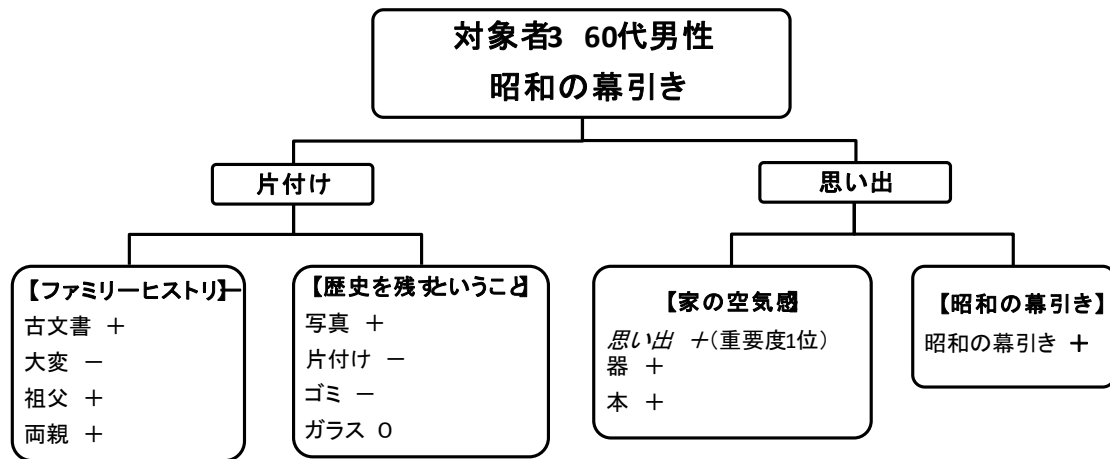 対象者3 60代男性
昭和の幕引き
片付け
思い出
【ファミリーヒストリー】
古文書 +
大変 −
祖父 +
両親 +
【歴史を残すということ】
写真 +
片付け −
ゴミ −
ガラス 0
【家の空気感】
思い出 +(重要度1位)
器 +
本 +
【昭和の幕引き】
昭和の幕引き +